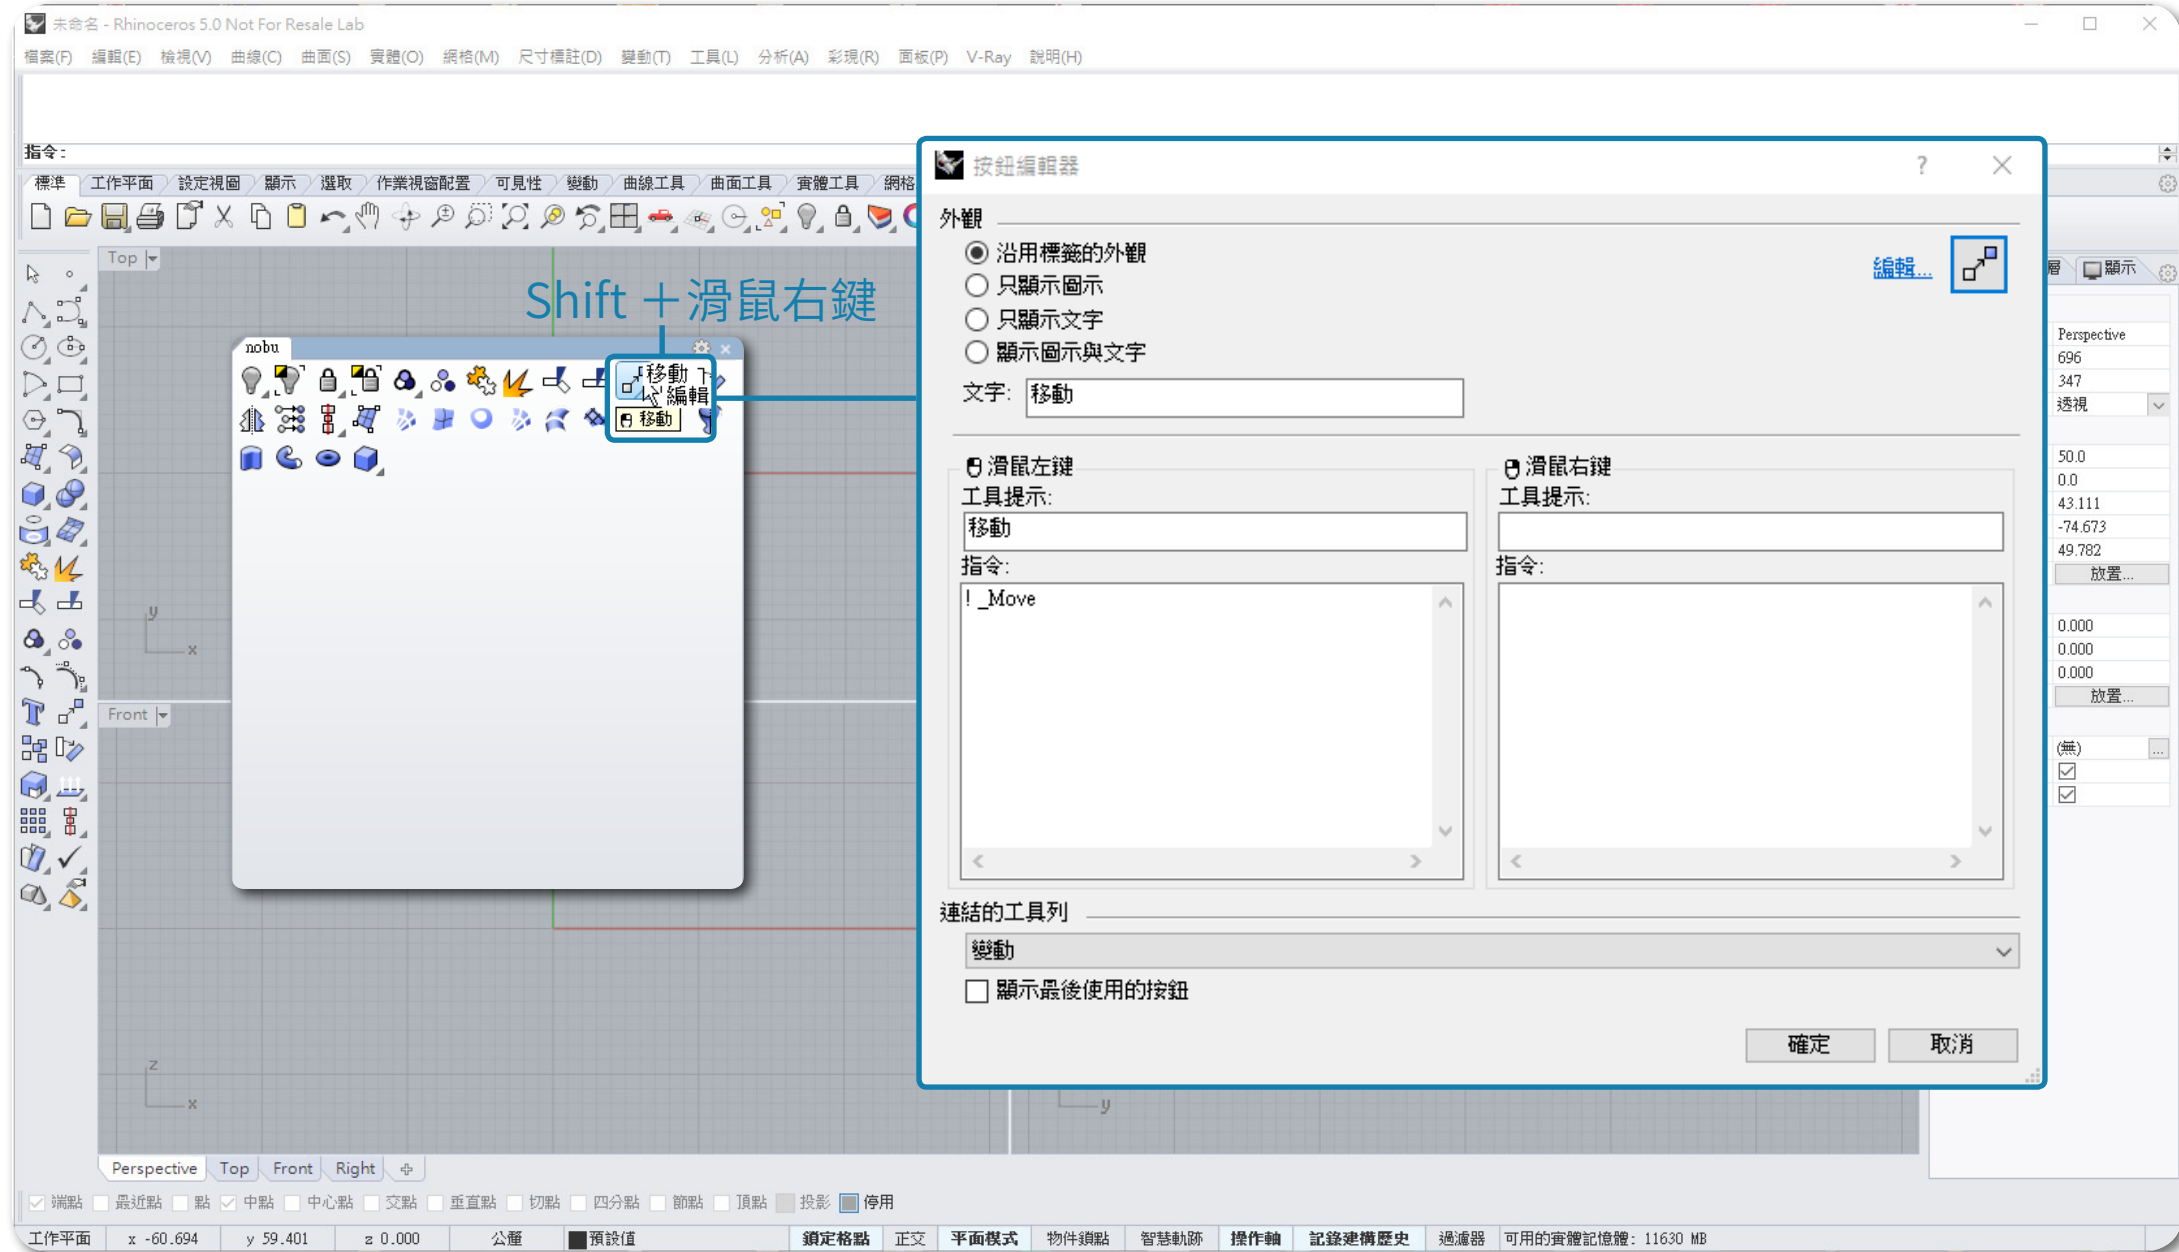 未命名 - Rhinoceros 5.0 Not For Resale Lab
檔案(F) 編輯(E) 檢視(V) 曲線(C) 曲面(S) 實體(O) 網格(M) 尺寸標註(D) 變動(T) 工具(L) 分析(A) 彩現(R) 面板(P) V-Ray 說明(H)
指令:
標準 工作平面 設定視圖 顯示 選取 作業視窗配置 可見性 變動 曲線工具 曲面工具 實體工具 網格
Top
Shift ＋滑鼠右鍵
nobu
移動
編輯
移動
Front
按鈕編輯器
外觀
沿用標籤的外觀
只顯示圖示
只顯示文字
顯示圖示與文字
編輯...
文字: 移動
滑鼠左鍵
工具提示:
移動
指令:
! _Move
滑鼠右鍵
工具提示:
指令:
連結的工具列
變動
顯示最後使用的按鈕
確定 取消
層 顯示
Perspective
696
347
透視
50.0
0.0
43.111
-74.673
49.782
放置...
0.000
0.000
0.000
放置...
(無) ...
y
x
z
x
y
Perspective Top Front Right
端點 最近點 點 中點 中心點 交點 垂直點 切點 四分點 節點 頂點 投影 停用
工作平面 x -60.694 y 59.401 z 0.000 公釐 預設值 鎖定格點 正交 平面模式 物件鎖點 智慧軌跡 操作軸 記錄建構歷史 過濾器 可用的實體記憶體: 11630 MB